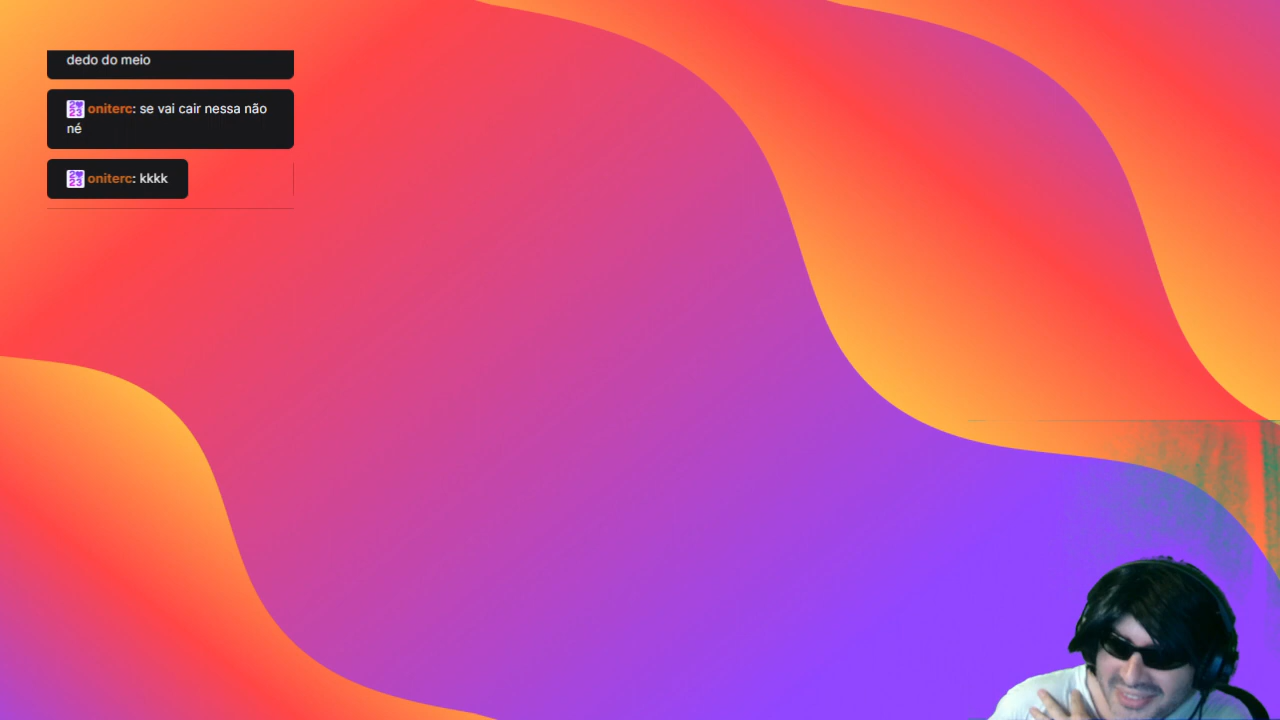 dedo do meio
oniterc: se vai cair nessa não
né
oniterc: kkkk